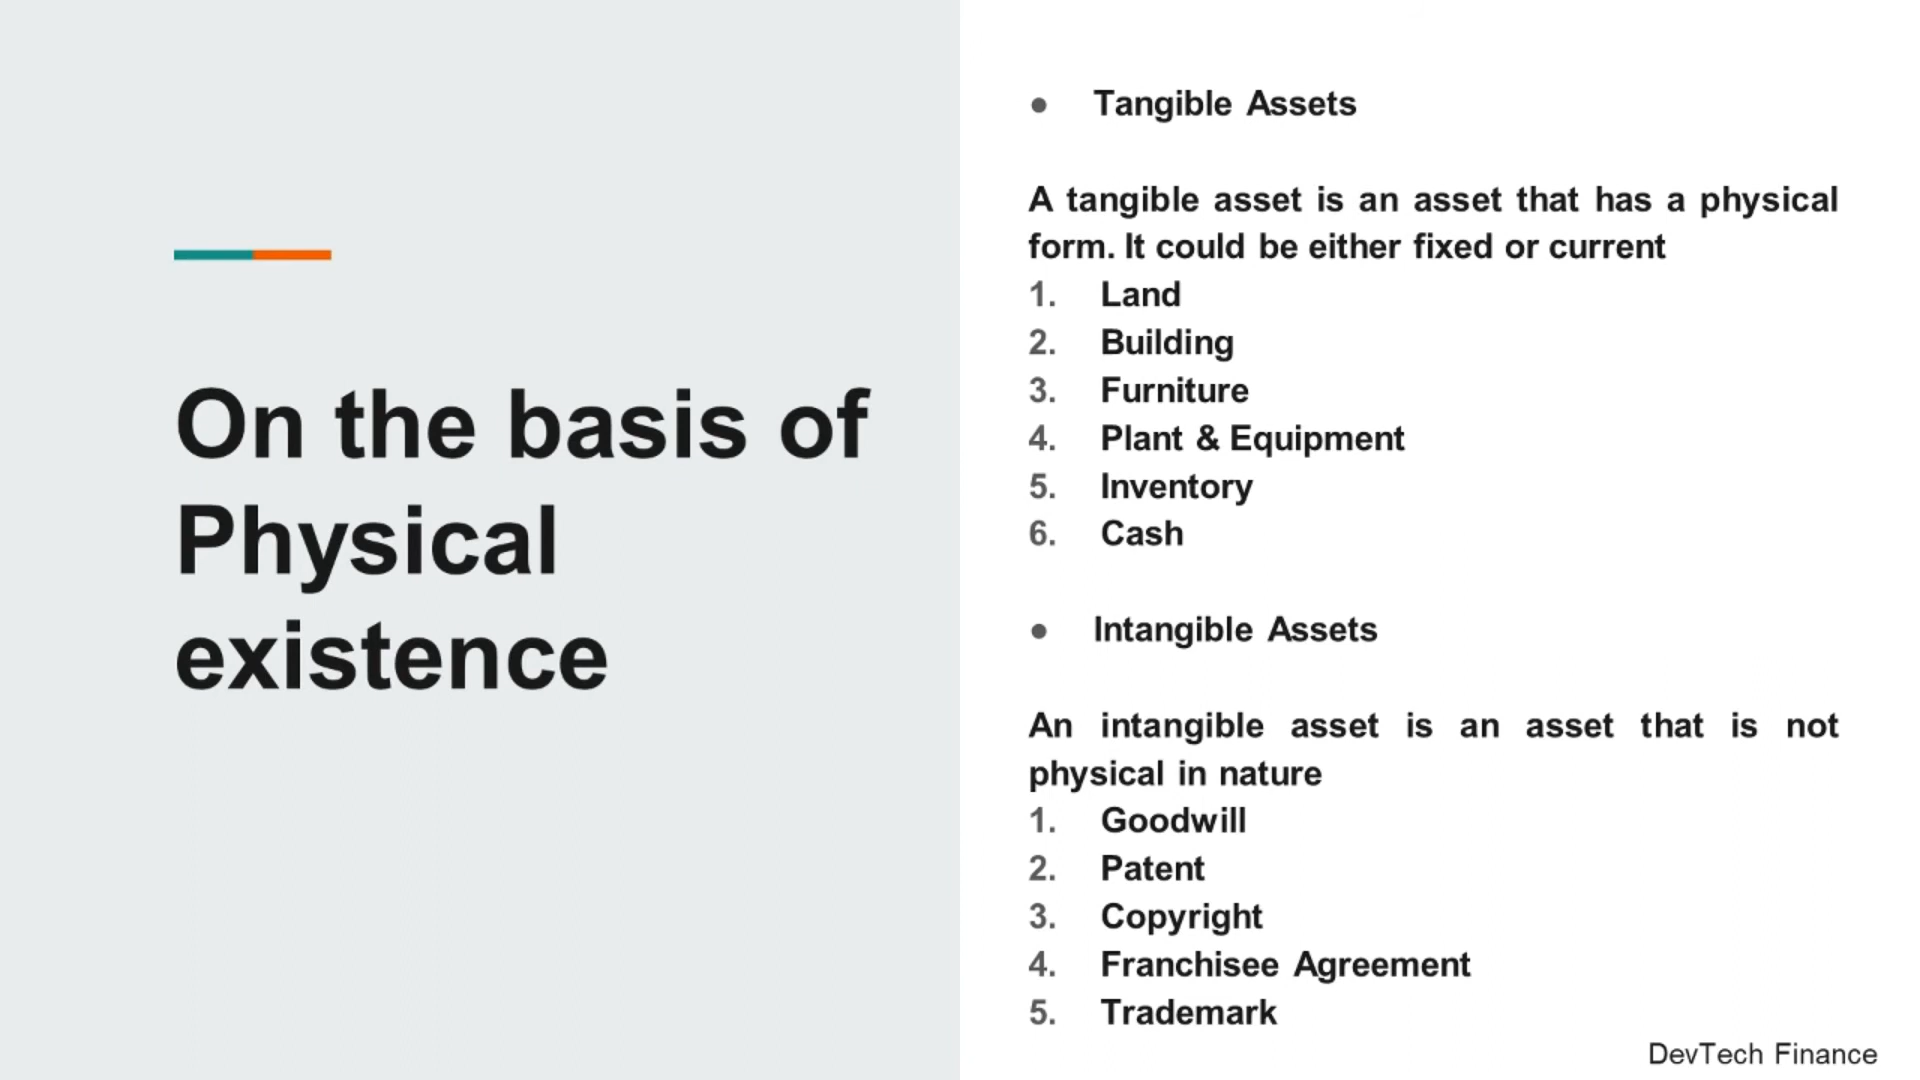 On the basis of
Physical
existence
● Tangible Assets
A tangible asset is an asset that has a physical
form. It could be either fixed or current
1. Land
2. Building
3. Furniture
4. Plant & Equipment
5. Inventory
6. Cash
● Intangible Assets
An intangible asset is an asset that is not
physical in nature
1. Goodwill
2. Patent
3. Copyright
4. Franchisee Agreement
5. Trademark
DevTech Finance